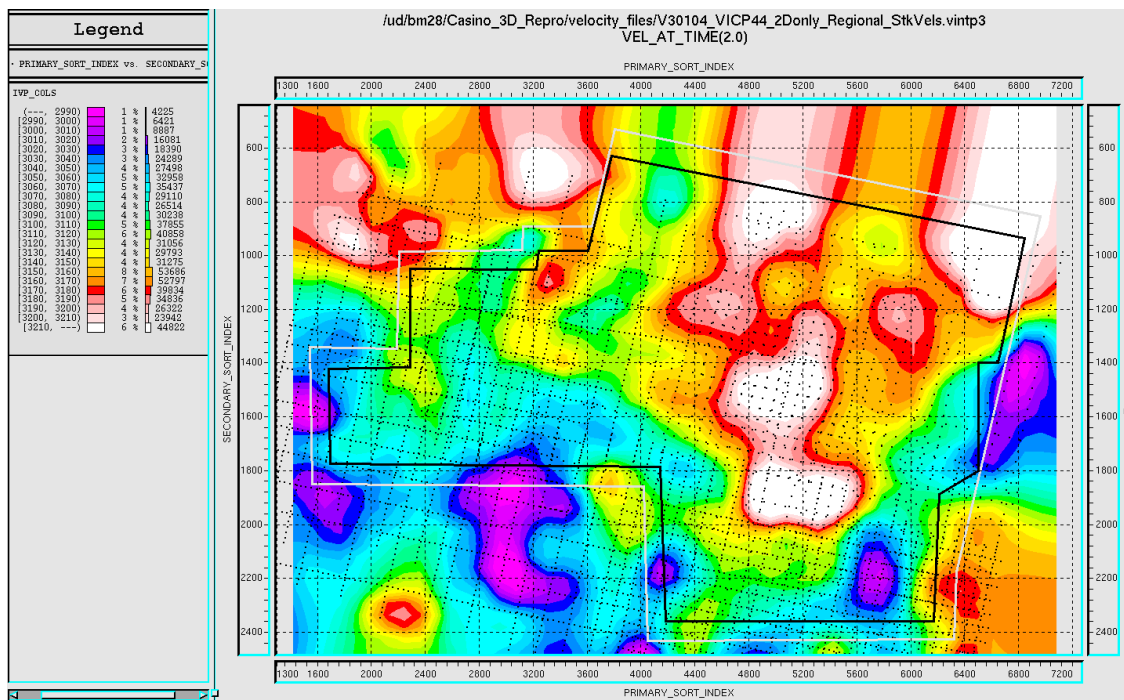 Legend
· PRIMARY_SORT_INDEX vs. SECONDARY_SO
IVP_COLS
(---, 2990) 1 % 4225
[2990, 3000) 1 % 6421
[3000, 3010) 1 % 8887
[3010, 3020) 2 % 16081
[3020, 3030) 3 % 18390
[3030, 3040) 3 % 24289
[3040, 3050) 4 % 27498
[3050, 3060) 5 % 32958
[3060, 3070) 5 % 35437
[3070, 3080) 4 % 29110
[3080, 3090) 4 % 26514
[3090, 3100) 4 % 30238
[3100, 3110) 5 % 37855
[3110, 3120) 6 % 40858
[3120, 3130) 4 % 31056
[3130, 3140) 4 % 29793
[3140, 3150) 4 % 31275
[3150, 3160) 8 % 53686
[3160, 3170) 7 % 52797
[3170, 3180) 6 % 39834
[3180, 3190) 5 % 34836
[3190, 3200) 4 % 26322
[3200, 3210) 3 % 23942
[3210, ---) 6 % 44822
/ud/bm28/Casino_3D_Repro/velocity_files/V30104_VICP44_2Donly_Regional_StkVels.vintp3
VEL_AT_TIME(2.0)
PRIMARY_SORT_INDEX
1300 1600 2000 2400 2800 3200 3600 4000 4400 4800 5200 5600 6000 6400 6800 7200
SECONDARY_SORT_INDEX
600
800
1000
1200
1400
1600
1800
2000
2200
2400
1300 1600 2000 2400 2800 3200 3600 4000 4400 4800 5200 5600 6000 6400 6800 7200
PRIMARY_SORT_INDEX